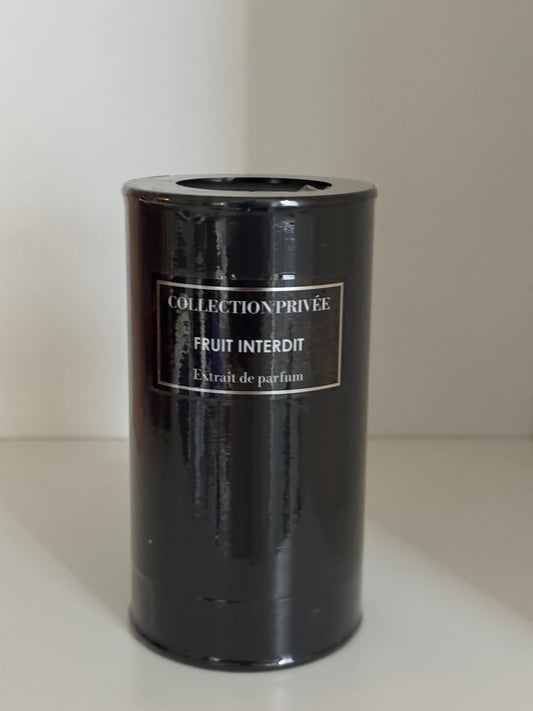 COLLECTION PRIVÉE
FRUIT INTERDIT
Extrait de parfum